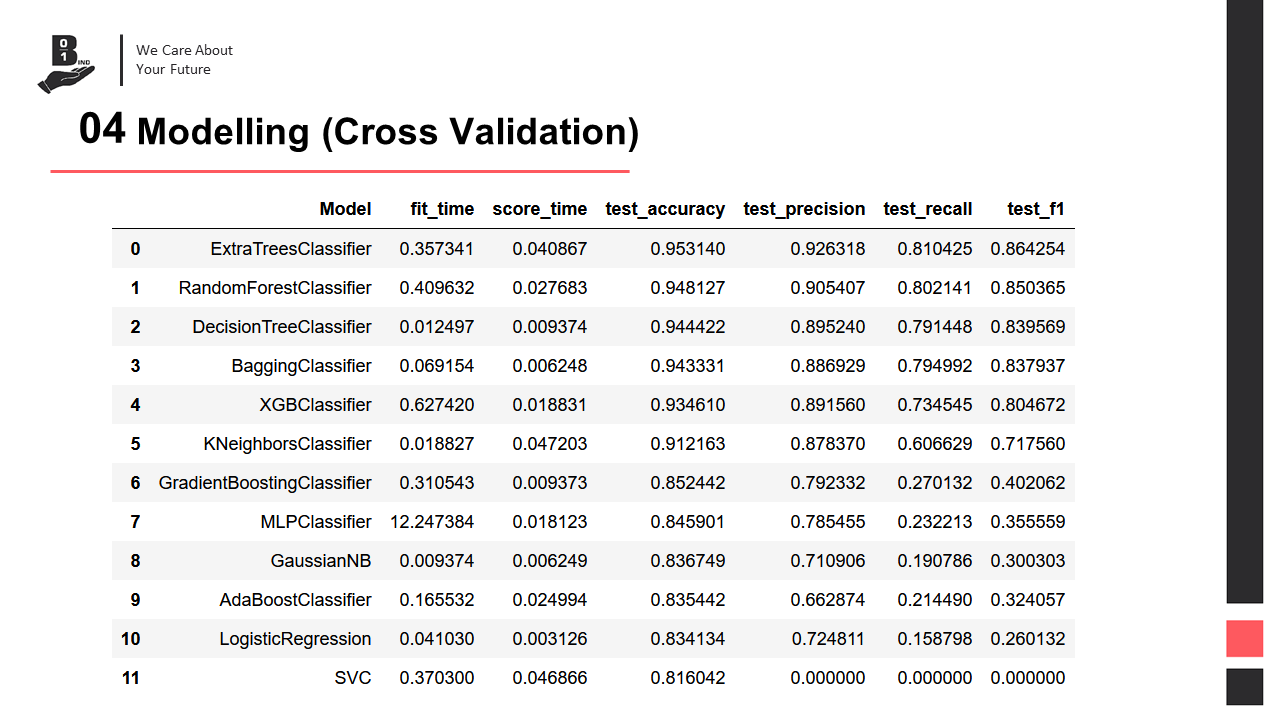 B
0
1
IND
We Care About
Your Future
04 Modelling (Cross Validation)
Model fit_time score_time test_accuracy test_precision test_recall test_f1
0 ExtraTreesClassifier 0.357341 0.040867 0.953140 0.926318 0.810425 0.864254
1 RandomForestClassifier 0.409632 0.027683 0.948127 0.905407 0.802141 0.850365
2 DecisionTreeClassifier 0.012497 0.009374 0.944422 0.895240 0.791448 0.839569
3 BaggingClassifier 0.069154 0.006248 0.943331 0.886929 0.794992 0.837937
4 XGBClassifier 0.627420 0.018831 0.934610 0.891560 0.734545 0.804672
5 KNeighborsClassifier 0.018827 0.047203 0.912163 0.878370 0.606629 0.717560
6 GradientBoostingClassifier 0.310543 0.009373 0.852442 0.792332 0.270132 0.402062
7 MLPClassifier 12.247384 0.018123 0.845901 0.785455 0.232213 0.355559
8 GaussianNB 0.009374 0.006249 0.836749 0.710906 0.190786 0.300303
9 AdaBoostClassifier 0.165532 0.024994 0.835442 0.662874 0.214490 0.324057
10 LogisticRegression 0.041030 0.003126 0.834134 0.724811 0.158798 0.260132
11 SVC 0.370300 0.046866 0.816042 0.000000 0.000000 0.000000